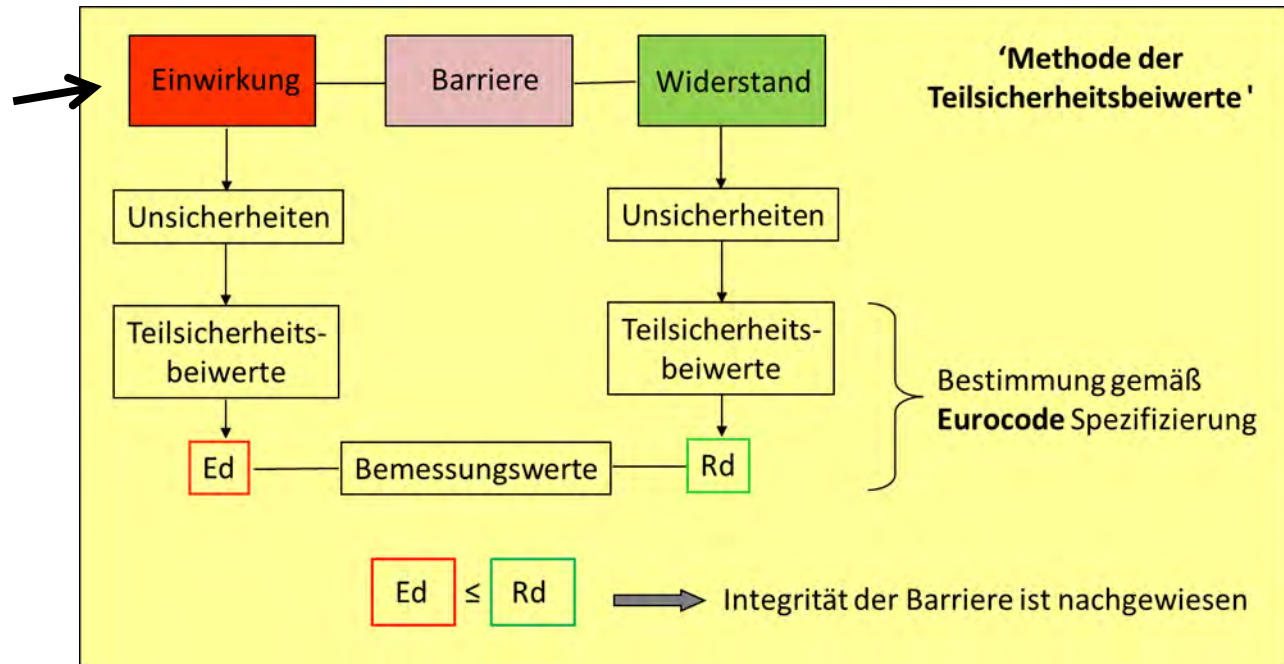 Einwirkung
Barriere
Widerstand
‘Methode der
Teilsicherheitsbeiwerte '
Unsicherheiten
Unsicherheiten
Teilsicherheits-
beiwerte
Teilsicherheits-
beiwerte
Bestimmung gemäß
Eurocode Spezifizierung
Ed
Bemessungswerte
Rd
Ed ≤ Rd
Integrität der Barriere ist nachgewiesen